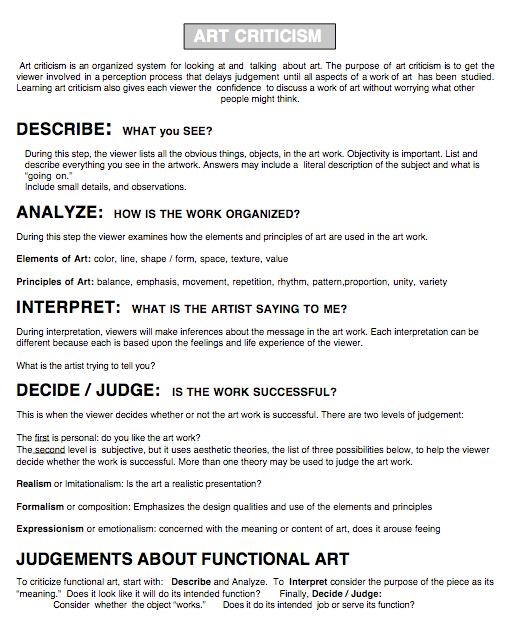 ART CRITICISM
Art criticism is an organized system for looking at and talking about art. The purpose of art criticism is to get the
viewer involved in a perception process that delays judgement until all aspects of a work of art has been studied.
Learning art criticism also gives each viewer the confidence to discuss a work of art without worrying what other
people might think.
DESCRIBE: WHAT you SEE?
During this step, the viewer lists all the obvious things, objects, in the art work. Objectivity is important. List and
describe everything you see in the artwork. Answers may include a literal description of the subject and what is
“going on.”
Include small details, and observations.
ANALYZE: HOW IS THE WORK ORGANIZED?
During this step the viewer examines how the elements and principles of art are used in the art work.
Elements of Art: color, line, shape / form, space, texture, value
Principles of Art: balance, emphasis, movement, repetition, rhythm, pattern,proportion, unity, variety
INTERPRET: WHAT IS THE ARTIST SAYING TO ME?
During interpretation, viewers will make inferences about the message in the art work. Each interpretation can be
different because each is based upon the feelings and life experience of the viewer.
What is the artist trying to tell you?
DECIDE / JUDGE: IS THE WORK SUCCESSFUL?
This is when the viewer decides whether or not the art work is successful. There are two levels of judgement:
The first is personal: do you like the art work?
The second level is subjective, but it uses aesthetic theories, the list of three possibilities below, to help the viewer
decide whether the work is successful. More than one theory may be used to judge the art work.
Realism or Imitationalism: Is the art a realistic presentation?
Formalism or composition: Emphasizes the design qualities and use of the elements and principles
Expressionism or emotionalism: concerned with the meaning or content of art, does it arouse feeing
JUDGEMENTS ABOUT FUNCTIONAL ART
To criticize functional art, start with: Describe and Analyze. To Interpret consider the purpose of the piece as its
“meaning.” Does it look like it will do its intended function? Finally, Decide / Judge:
Consider whether the object “works.” Does it do its intended job or serve its function?